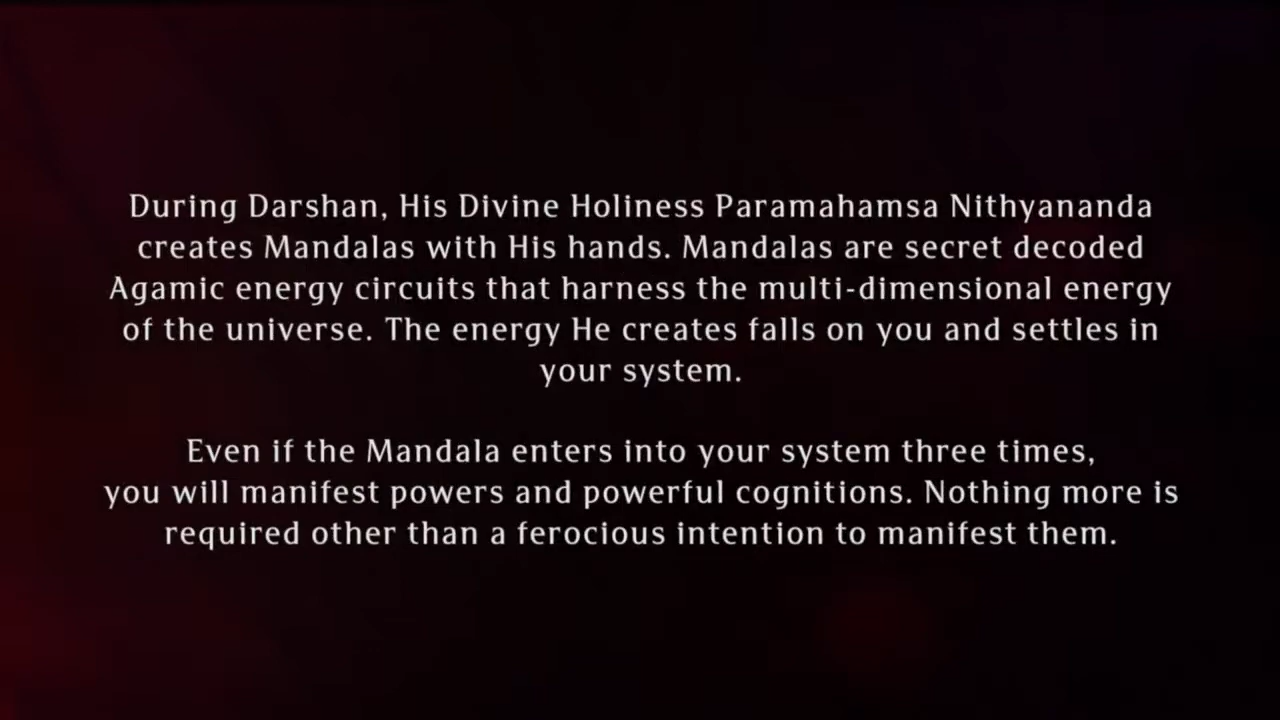 During Darshan, His Divine Holiness Paramahamsa Nithyananda
creates Mandalas with His hands. Mandalas are secret decoded
Agamic energy circuits that harness the multi-dimensional energy
of the universe. The energy He creates falls on you and settles in
your system.
Even if the Mandala enters into your system three times,
you will manifest powers and powerful cognitions. Nothing more is
required other than a ferocious intention to manifest them.